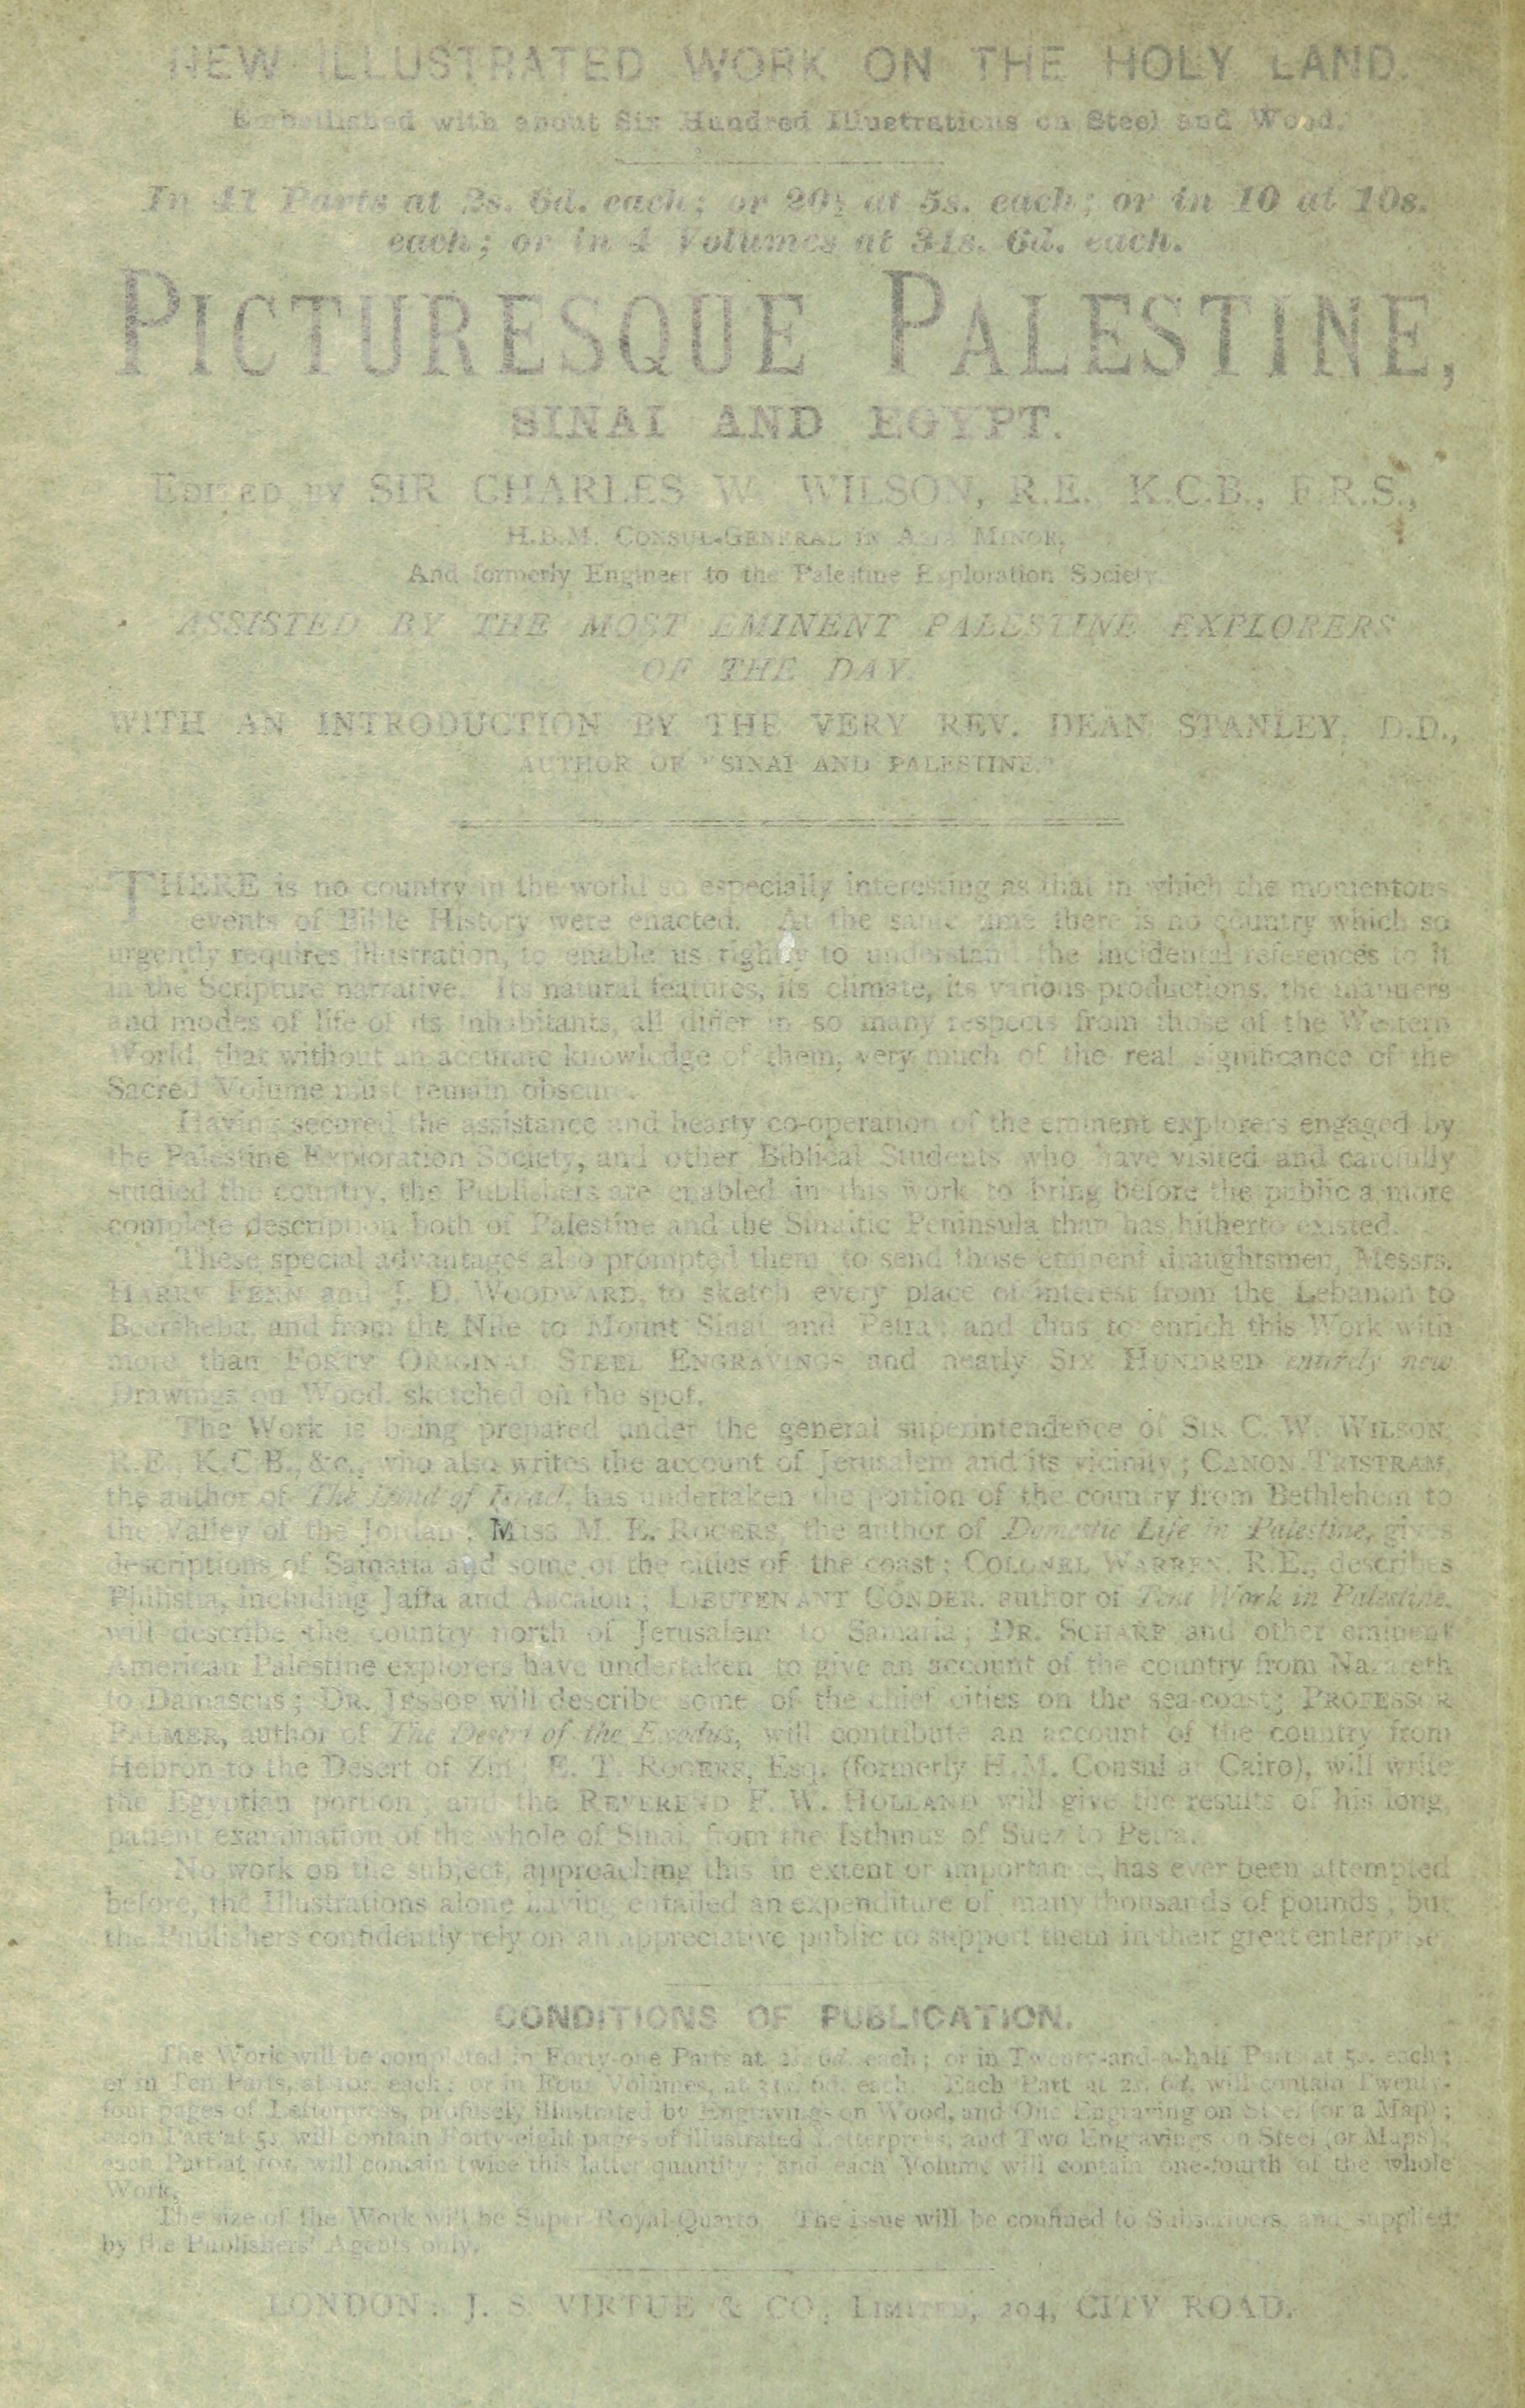 NEW ILLUSTRATED WORK ON THE HOLY LAND.
Embellished with about Six Hundred Illustrations on Steel and Wood.
In 41 Parts at 2s. 6d. each; or 20½ at 5s. each; or in 10 at 10s.
each; or in 4 Volumes at 31s. 6d. each.
PICTURESQUE PALESTINE,
SINAI AND EGYPT.
EDITED BY SIR CHARLES W. WILSON, R.E. K.C.B., F.R.S.,
H.B.M. CONSUL-GENERAL IN ASIA MINOR,
And formerly Engineer to the Palestine Exploration Society.
ASSISTED BY THE MOST EMINENT PALESTINE EXPLORERS
OF THE DAY.
WITH AN INTRODUCTION BY THE VERY REV. DEAN STANLEY, D.D.,
AUTHOR OF "SINAI AND PALESTINE."
THERE is no country in the world so especially interesting as that in which the momentous
events of Bible History were enacted. At the same time there is no country which so
urgently requires illustration, to enable us rightly to understand the incidental references to it
in the Scripture narrative. Its natural features, its climate, its various productions, the manners
and modes of life of its inhabitants, all differ in so many respects from those of the Western
World, that without an accurate knowledge of them, very much of the real significance of the
Sacred Volume must remain obscure.
Having secured the assistance and hearty co-operation of the eminent explorers engaged by
the Palestine Exploration Society, and other Biblical Students who have visited and carefully
studied the country, the Publishers are enabled in this work to bring before the public a more
complete description both of Palestine and the Sinaitic Peninsula than has hitherto existed.
These special advantages also prompted them to send those eminent draughtsmen, Messrs.
HARRY FENN and J. D. WOODWARD, to sketch every place of interest from the Lebanon to
Beersheba, and from the Nile to Mount Sinai and Petra; and thus to enrich this Work with
more than FORTY ORIGINAL STEEL ENGRAVINGS and nearly SIX HUNDRED entirely new
Drawings on Wood, sketched on the spot.
The Work is being prepared under the general superintendence of SIR C. W. WILSON,
R.E., K.C.B., &c., who also writes the account of Jerusalem and its vicinity; CANON TRISTRAM,
the author of The Land of Israel, has undertaken the portion of the country from Bethlehem to
the Valley of the Jordan; MISS M. E. ROGERS, the author of Domestic Life in Palestine, gives
descriptions of Samaria and some of the cities of the coast; COLONEL WARREN, R.E., describes
Philistia, including Jaffa and Ascalon; LIEUTENANT CONDER, author of Tent Work in Palestine,
will describe the country north of Jerusalem to Samaria; DR. SCHARF and other eminent
American Palestine explorers have undertaken to give an account of the country from Nazareth
to Damascus; DR. JESSOP will describe some of the chief cities on the sea-coast; PROFESSOR
PALMER, author of The Desert of the Exodus, will contribute an account of the country from
Hebron to the Desert of Zin; E. T. ROGERS, Esq. (formerly H.M. Consul at Cairo), will write
the Egyptian portion; and the REVEREND F. W. HOLLAND will give the results of his long,
patient examination of the whole of Sinai, from the Isthmus of Suez to Petra.
No work on the subject, approaching this in extent or importance, has ever been attempted
before, the Illustrations alone having entailed an expenditure of many thousands of pounds; but
the Publishers confidently rely on an appreciative public to support them in their great enterprise.
CONDITIONS OF PUBLICATION.
The Work will be completed in Forty-one Parts at 2s. 6d. each; or in Twenty-and-a-half Parts at 5s. each;
or in Ten Parts, at 10s. each; or in Four Volumes, at 31s. 6d. each. Each Part at 2s. 6d. will contain Twenty-
four pages of Letterpress, profusely illustrated by Engravings on Wood, and One Engraving on Steel (or a Map);
each Part at 5s. will contain Forty-eight pages of illustrated Letterpress, and Two Engravings on Steel (or Maps);
each Part at 10s. will contain twice this latter quantity; and each Volume will contain one-fourth of the whole
Work.
The size of the Work will be Super Royal Quarto. The issue will be confined to Subscribers, and supplied
by the Publishers' Agents only.
LONDON: J. S. VIRTUE & CO., LIMITED, 294, CITY ROAD.